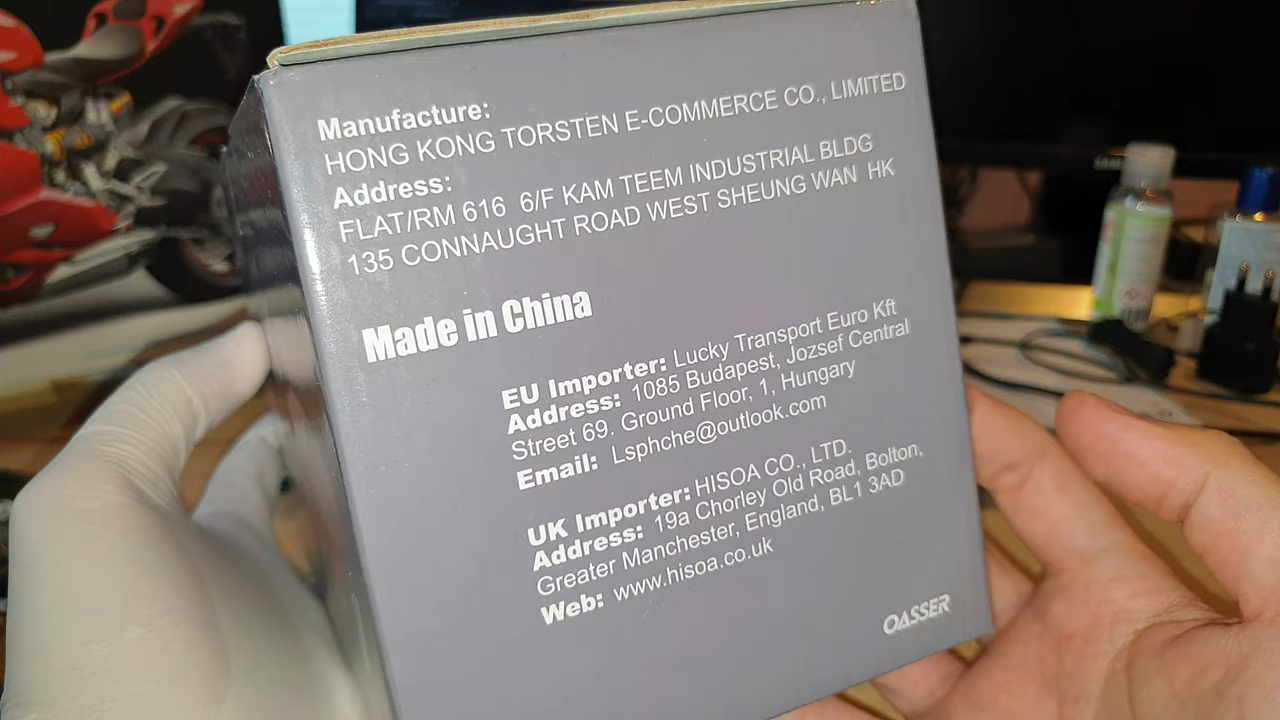 Manufacture:
HONG KONG TORSTEN E-COMMERCE CO., LIMITED
Address:
FLAT/RM 616 6/F KAM TEEM INDUSTRIAL BLDG
135 CONNAUGHT ROAD WEST SHEUNG WAN HK
Made in China
EU Importer: Lucky Transport Euro Kft
Address: 1085 Budapest, Jozsef Central
Street 69. Ground Floor, 1, Hungary
Email: Lsphche@outlook.com
UK Importer: HISOA CO., LTD.
Address: 19a Chorley Old Road, Bolton,
Greater Manchester, England, BL1 3AD
Web: www.hisoa.co.uk
OASSER